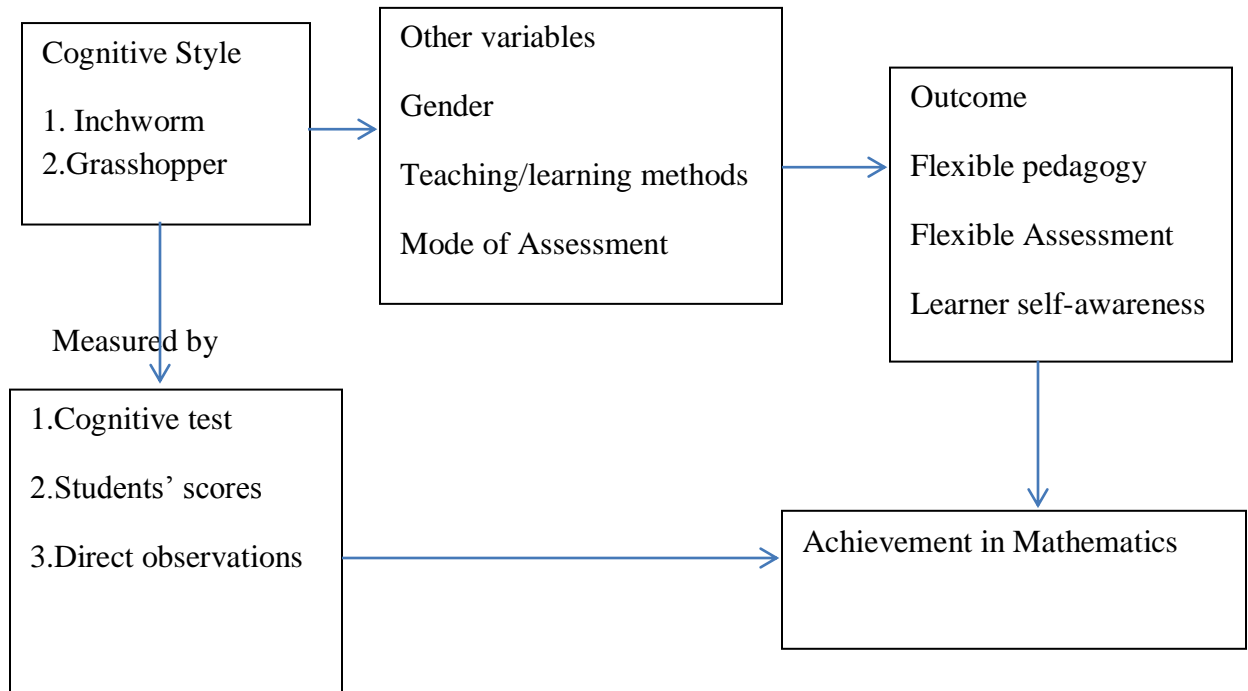 Cognitive Style
1. Inchworm
2.Grasshopper
Other variables
Gender
Teaching/learning methods
Mode of Assessment
Outcome
Flexible pedagogy
Flexible Assessment
Learner self-awareness
Measured by
1.Cognitive test
2.Students’ scores
3.Direct observations
Achievement in Mathematics